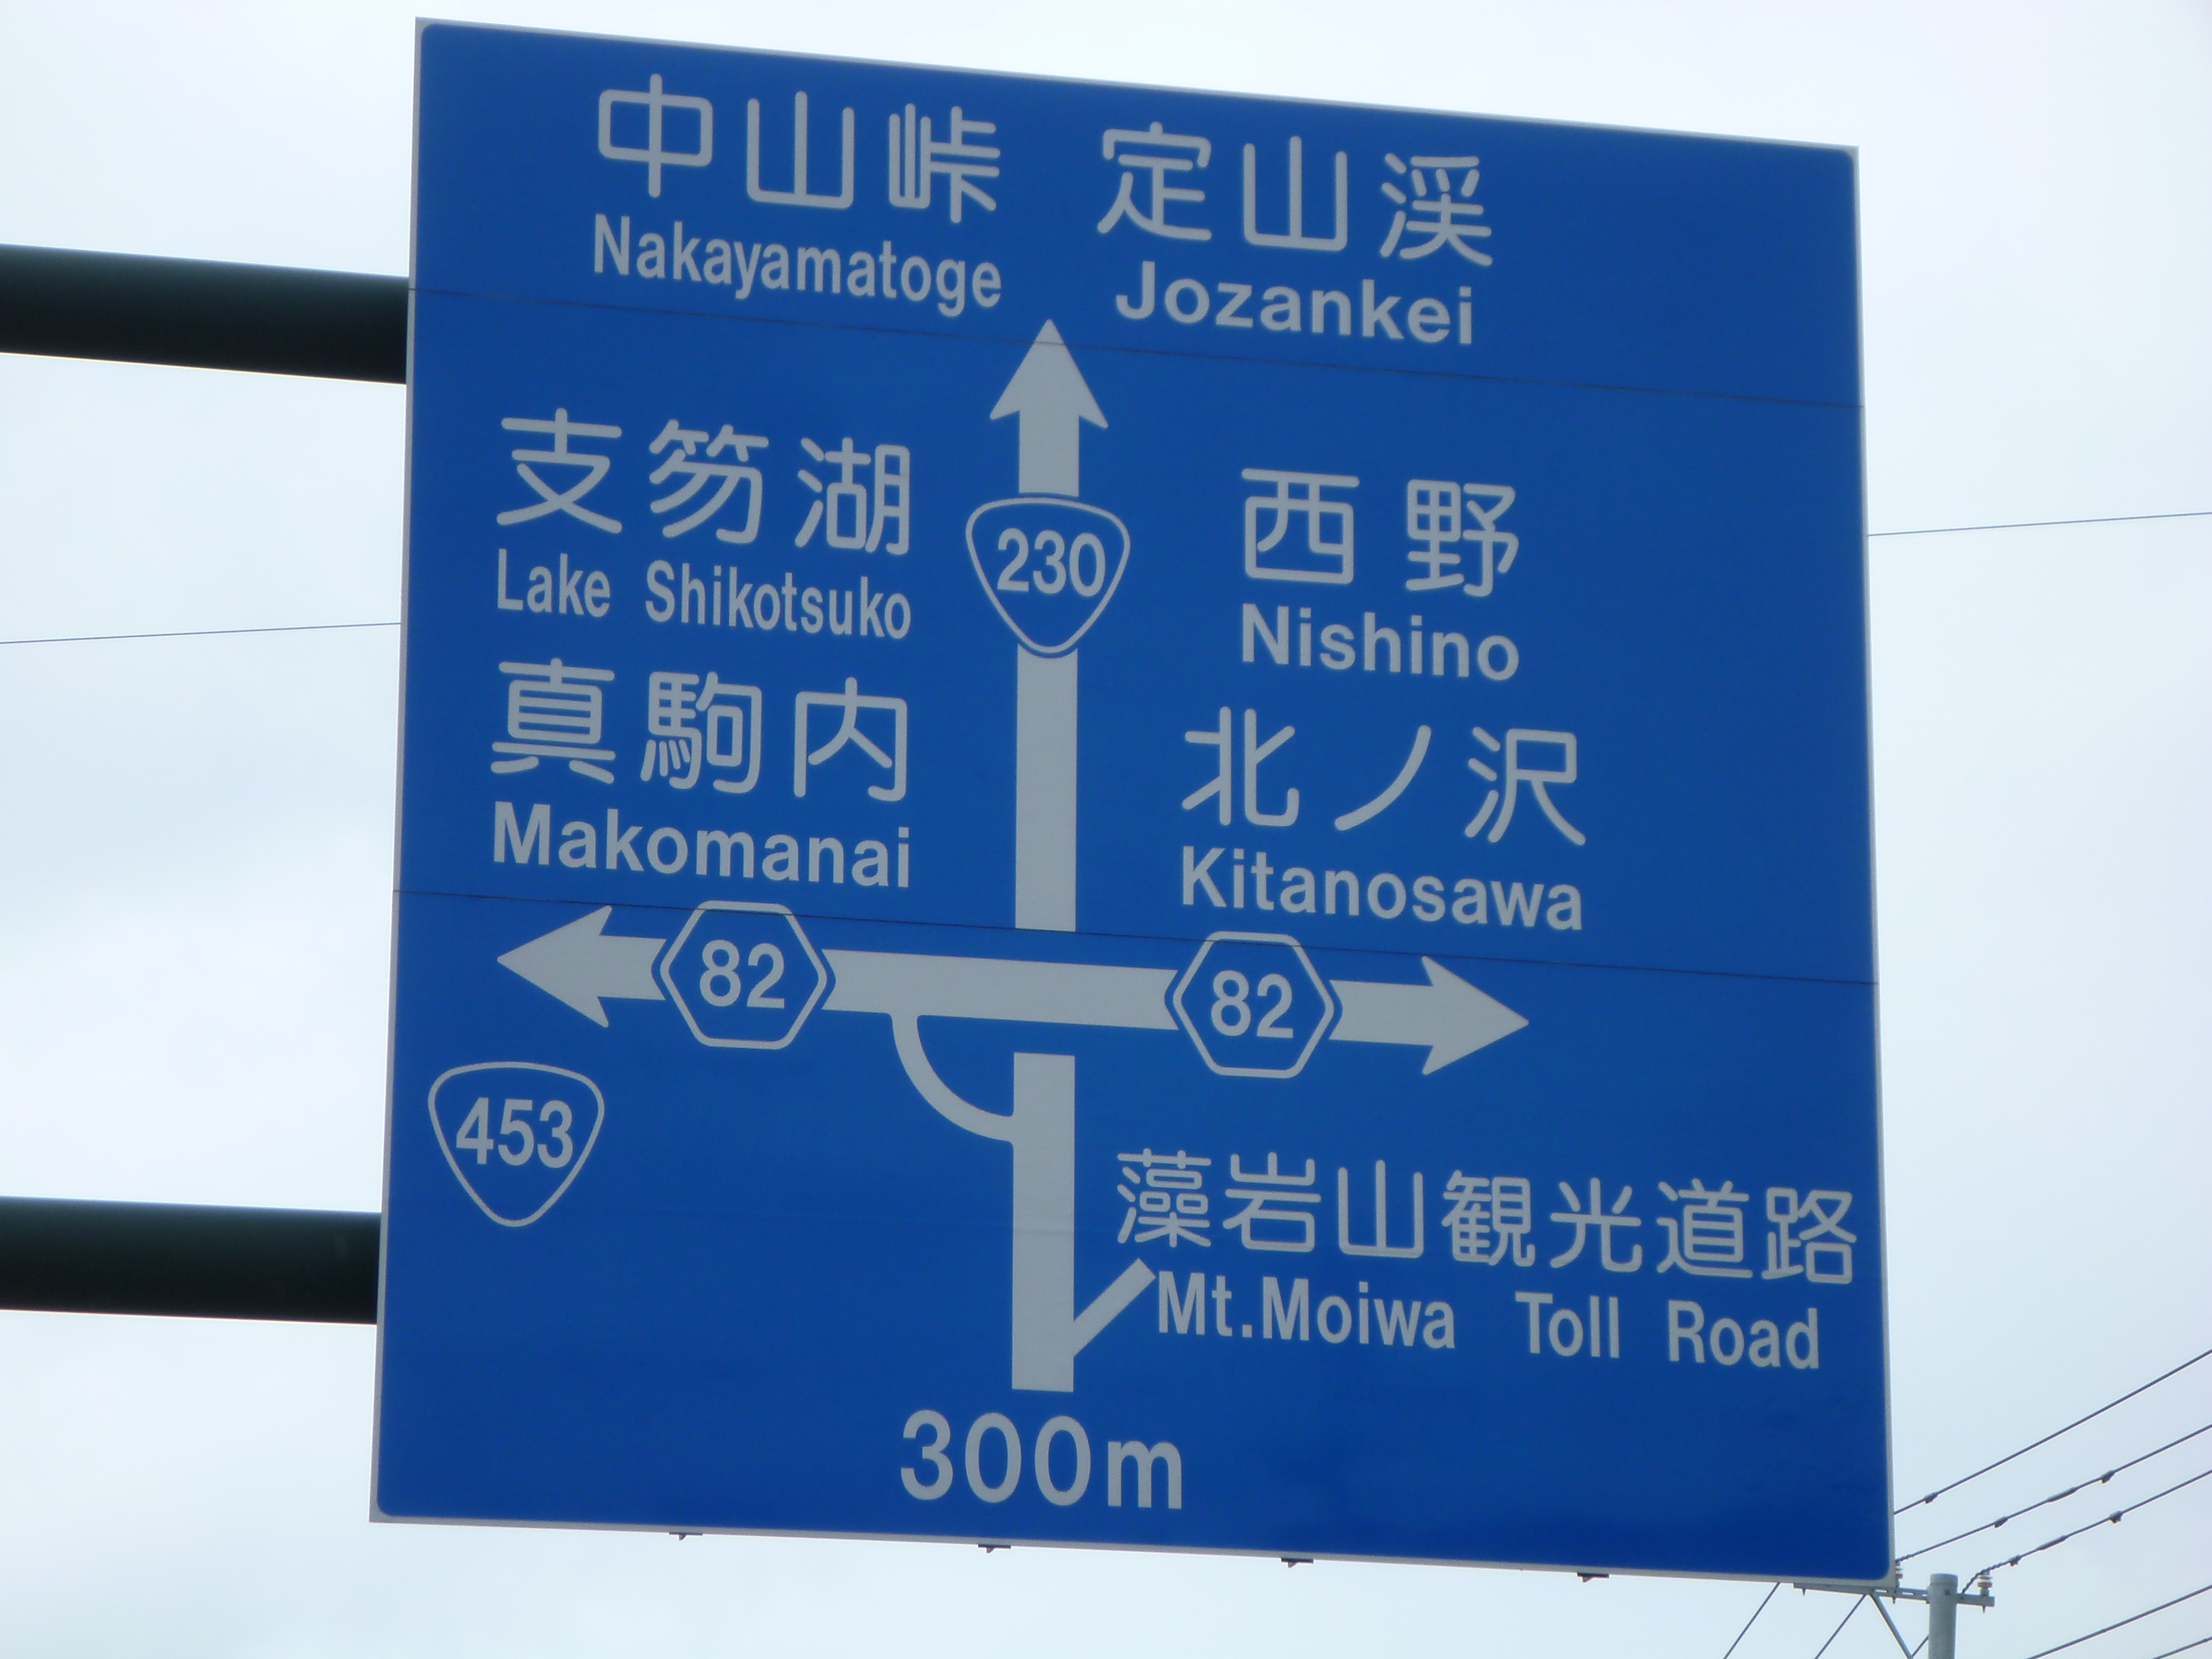 中山峠 定山渓
Nakayamatoge Jozankei
支笏湖
Lake Shikotsuko
230
西野
Nishino
真駒内
Makomanai
北ノ沢
Kitanosawa
82
82
453
藻岩山観光道路
Mt.Moiwa Toll Road
300m